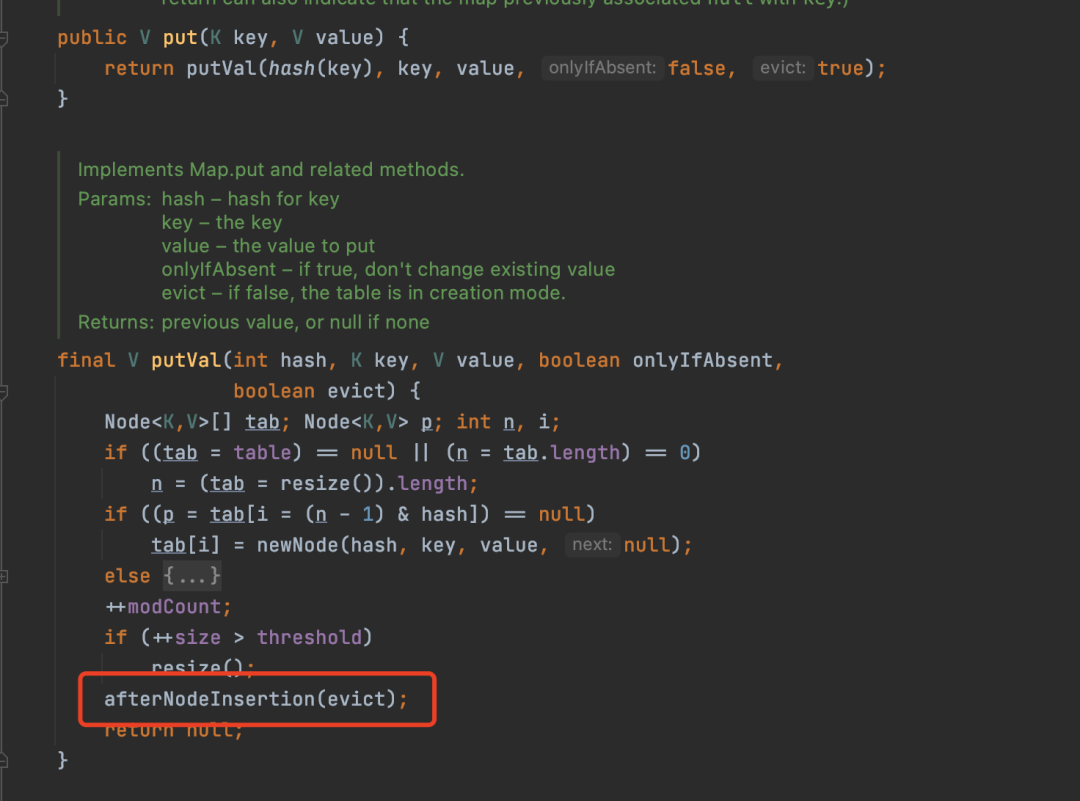 return can also indicate that the map previously associated null with key.)
public V put(K key, V value) {
return putVal(hash(key), key, value, onlyIfAbsent: false, evict: true);
}
Implements Map.put and related methods.
Params: hash – hash for key
key – the key
value – the value to put
onlyIfAbsent – if true, don't change existing value
evict – if false, the table is in creation mode.
Returns: previous value, or null if none
final V putVal(int hash, K key, V value, boolean onlyIfAbsent,
boolean evict) {
Node<K,V>[] tab; Node<K,V> p; int n, i;
if ((tab = table) == null || (n = tab.length) == 0)
n = (tab = resize()).length;
if ((p = tab[i = (n - 1) & hash]) == null)
tab[i] = newNode(hash, key, value, next: null);
else {...}
++modCount;
if (++size > threshold)
resize();
afterNodeInsertion(evict);
return null;
}